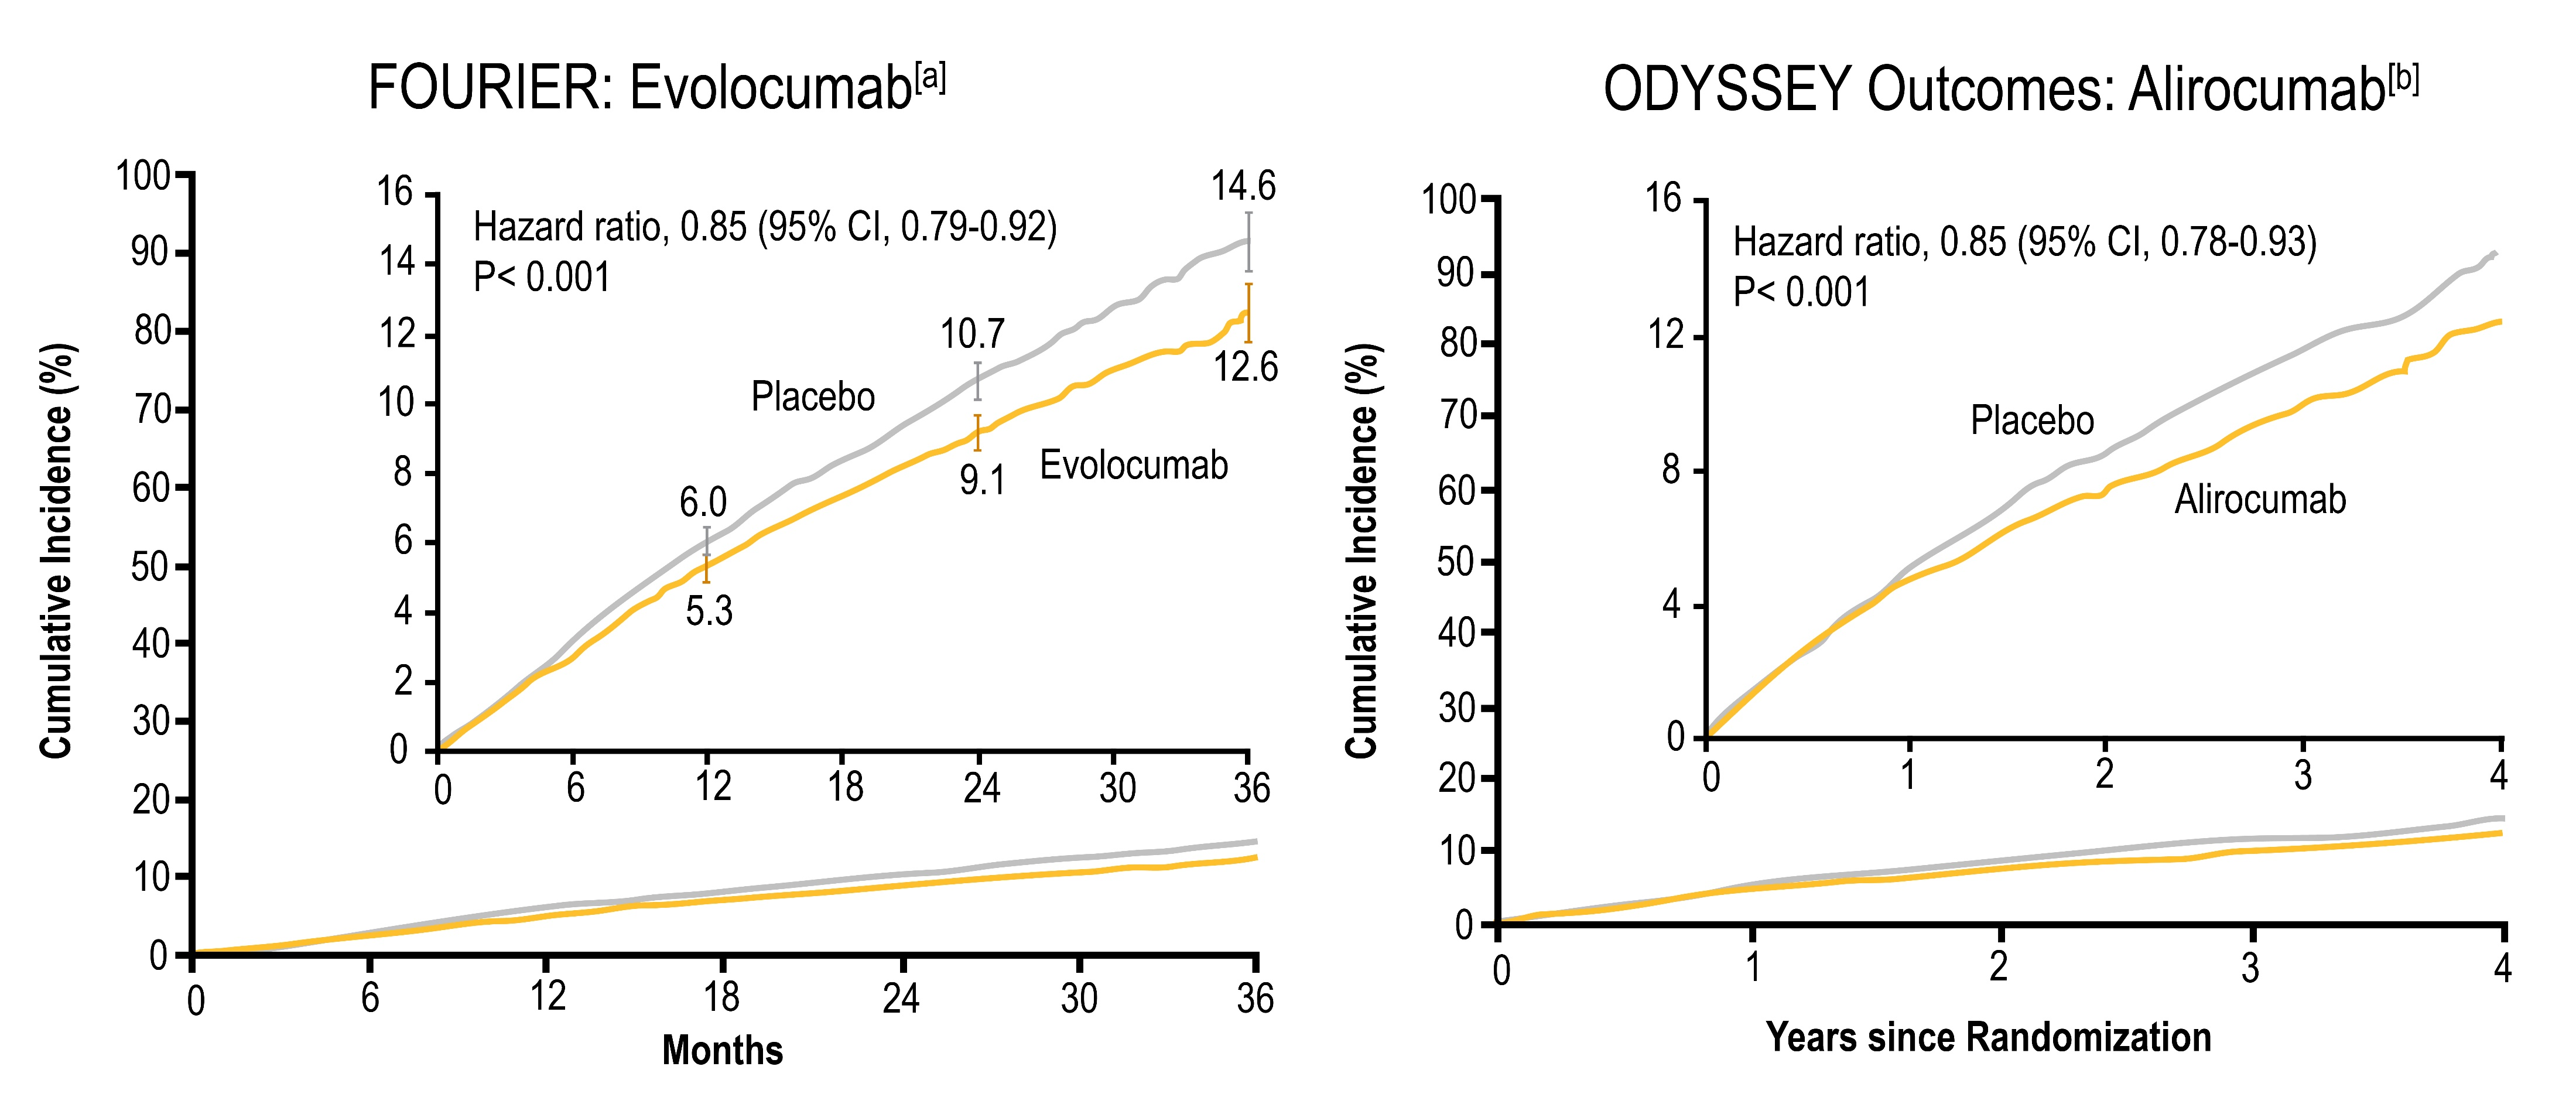 FOURIER: Evolocumab[a]
100
90
80
70
60
50
40
30
20
10
0
Cumulative Incidence (%)
16
14
12
10
8
6
4
2
0
Hazard ratio, 0.85 (95% CI, 0.79-0.92)
P< 0.001
14.6
10.7
12.6
Placebo
Evolocumab
6.0
9.1
5.3
0 6 12 18 24 30 36
0 6 12 18 24 30 36
Months
ODYSSEY Outcomes: Alirocumab[b]
100
90
80
70
60
50
40
30
20
10
0
Cumulative Incidence (%)
16
12
8
4
0
Hazard ratio, 0.85 (95% CI, 0.78-0.93)
P< 0.001
Placebo
Alirocumab
0 1 2 3 4
0 1 2 3 4
Years since Randomization